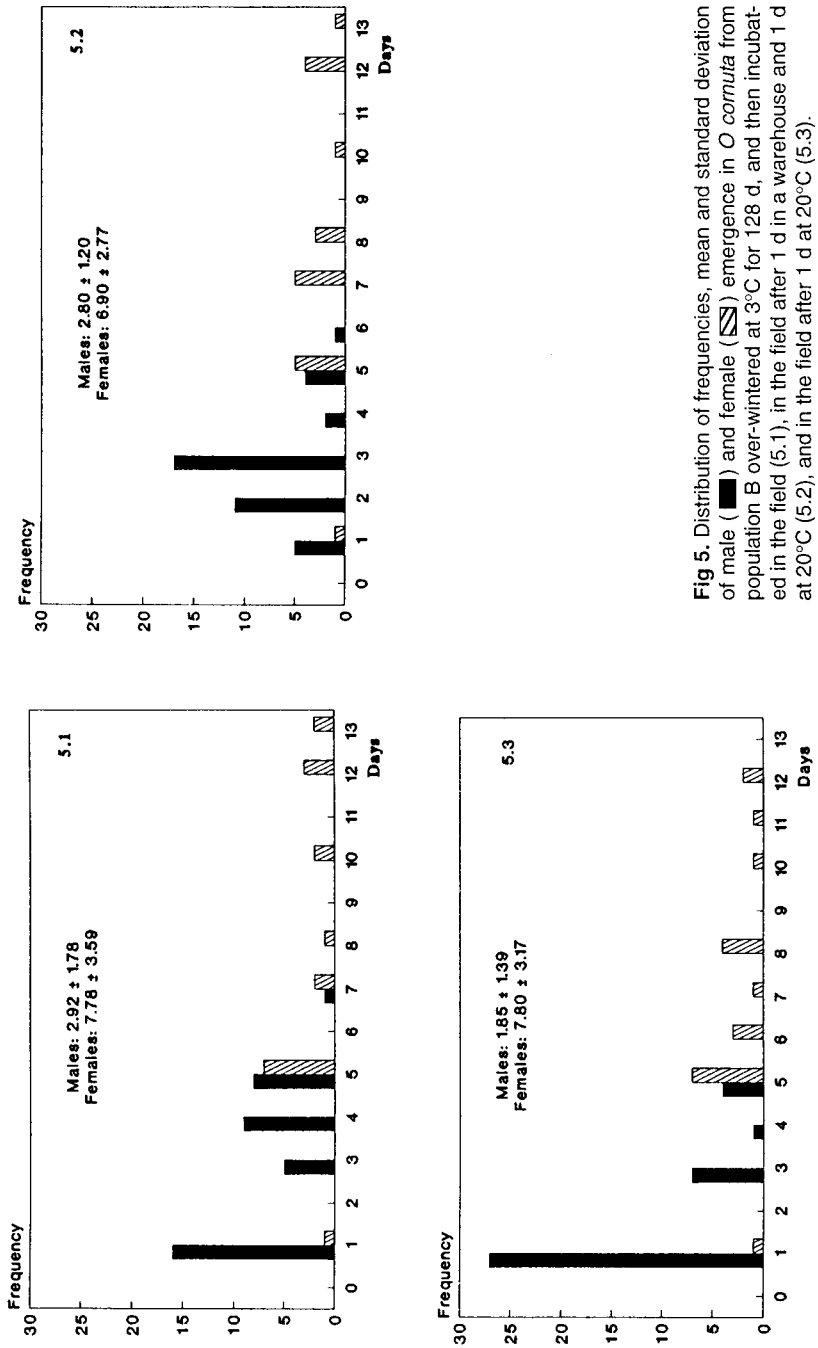 Frequency
5.1
Males: 2.92 ± 1.78
Females: 7.78 ± 3.59
30
25
20
15
10
5
0
0 1 2 3 4 5 6 7 8 9 10 11 12 13
Days
Frequency
5.2
Males: 2.80 ± 1.20
Females: 6.90 ± 2.77
30
25
20
15
10
5
0
0 1 2 3 4 5 6 7 8 9 10 11 12 13
Days
Frequency
5.3
Males: 1.85 ± 1.39
Females: 7.80 ± 3.17
30
25
20
15
10
5
0
0 1 2 3 4 5 6 7 8 9 10 11 12 13
Days
Fig 5. Distribution of frequencies, mean and standard deviation
of male ( ) and female ( ) emergence in O cornuta from
population B over-wintered at 3°C for 128 d, and then incubat-
ed in the field (5.1), in the field after 1 d in a warehouse and 1 d
at 20°C (5.2), and in the field after 1 d at 20°C (5.3).